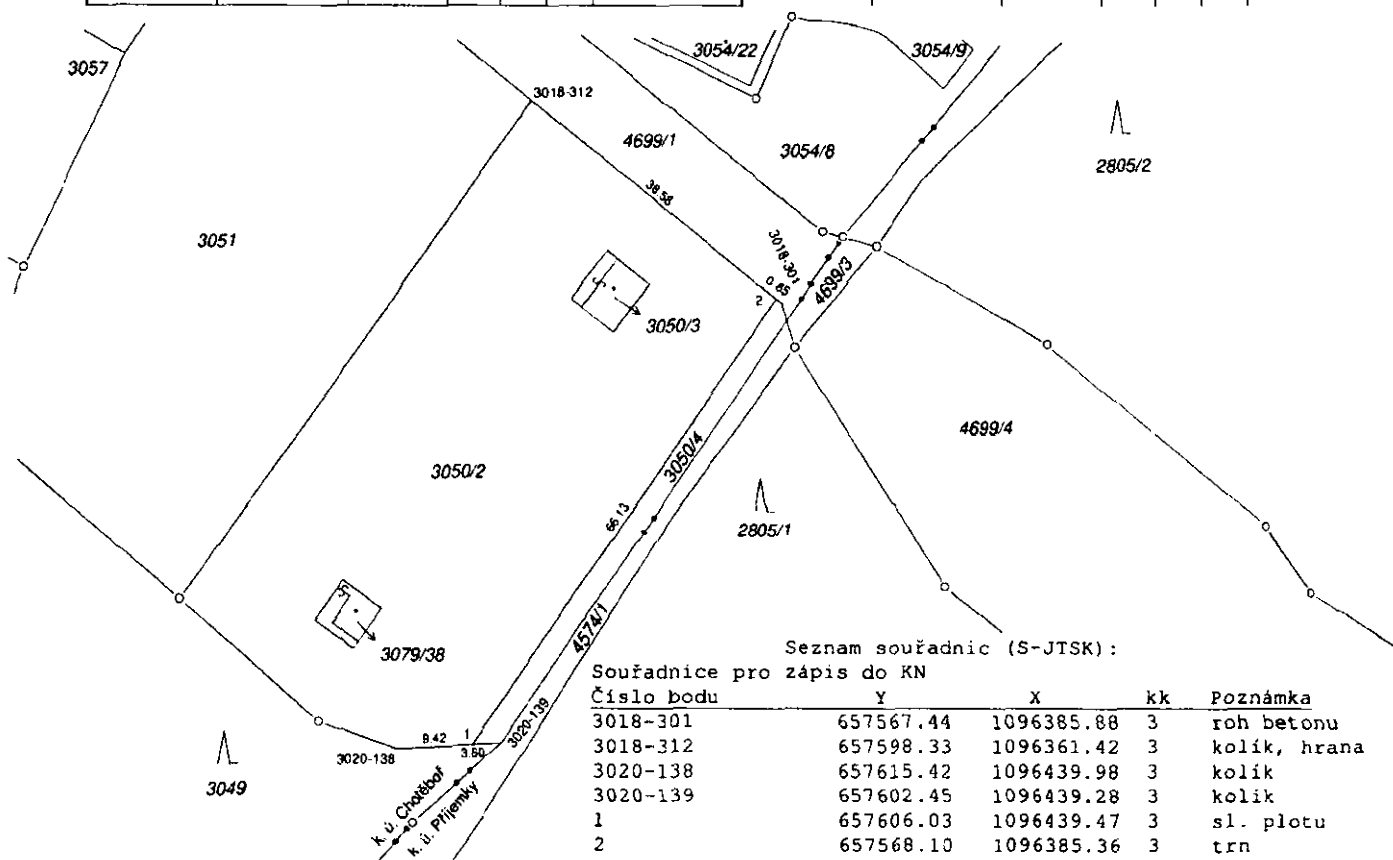 3057
3054/22
3054/9
3018-312
4699/1
3054/8
2805/2
38.58
3051
3018-301
4699/3
0.85
2
3050/3
4699/4
3050/4
3050/2
66.13
2805/1
4574/1
3079/38
3020-139
9.42
1
3.60
3020-138
3049
k. ú. Chotěboř
k. ú. Příjemky
Seznam souřadnic (S-JTSK):
Souřadnice pro zápis do KN
Číslo bodu Y X kk Poznámka
3018-301 657567.44 1096385.88 3 roh betonu
3018-312 657598.33 1096361.42 3 kolík, hrana
3020-138 657615.42 1096439.98 3 kolík
3020-139 657602.45 1096439.28 3 kolík
1 657606.03 1096439.47 3 sl. plotu
2 657568.10 1096385.36 3 trn